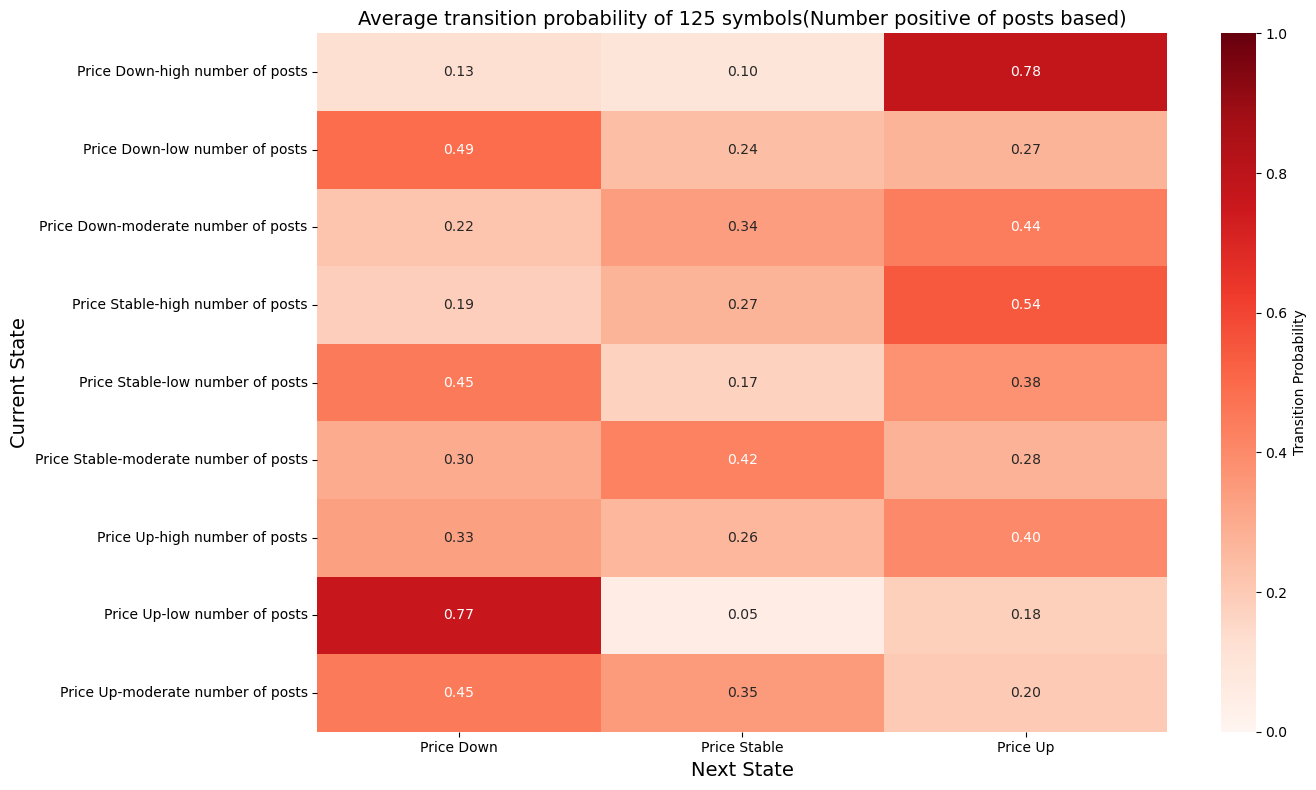 Average transition probability of 125 symbols(Number positive of posts based)
Current State
Price Down-high number of posts 0.13 0.10 0.78
Price Down-low number of posts 0.49 0.24 0.27
Price Down-moderate number of posts 0.22 0.34 0.44
Price Stable-high number of posts 0.19 0.27 0.54
Price Stable-low number of posts 0.45 0.17 0.38
Price Stable-moderate number of posts 0.30 0.42 0.28
Price Up-high number of posts 0.33 0.26 0.40
Price Up-low number of posts 0.77 0.05 0.18
Price Up-moderate number of posts 0.45 0.35 0.20
Price Down Price Stable Price Up
Next State
1.0
0.8
0.6
0.4
0.2
0.0
Transition Probability